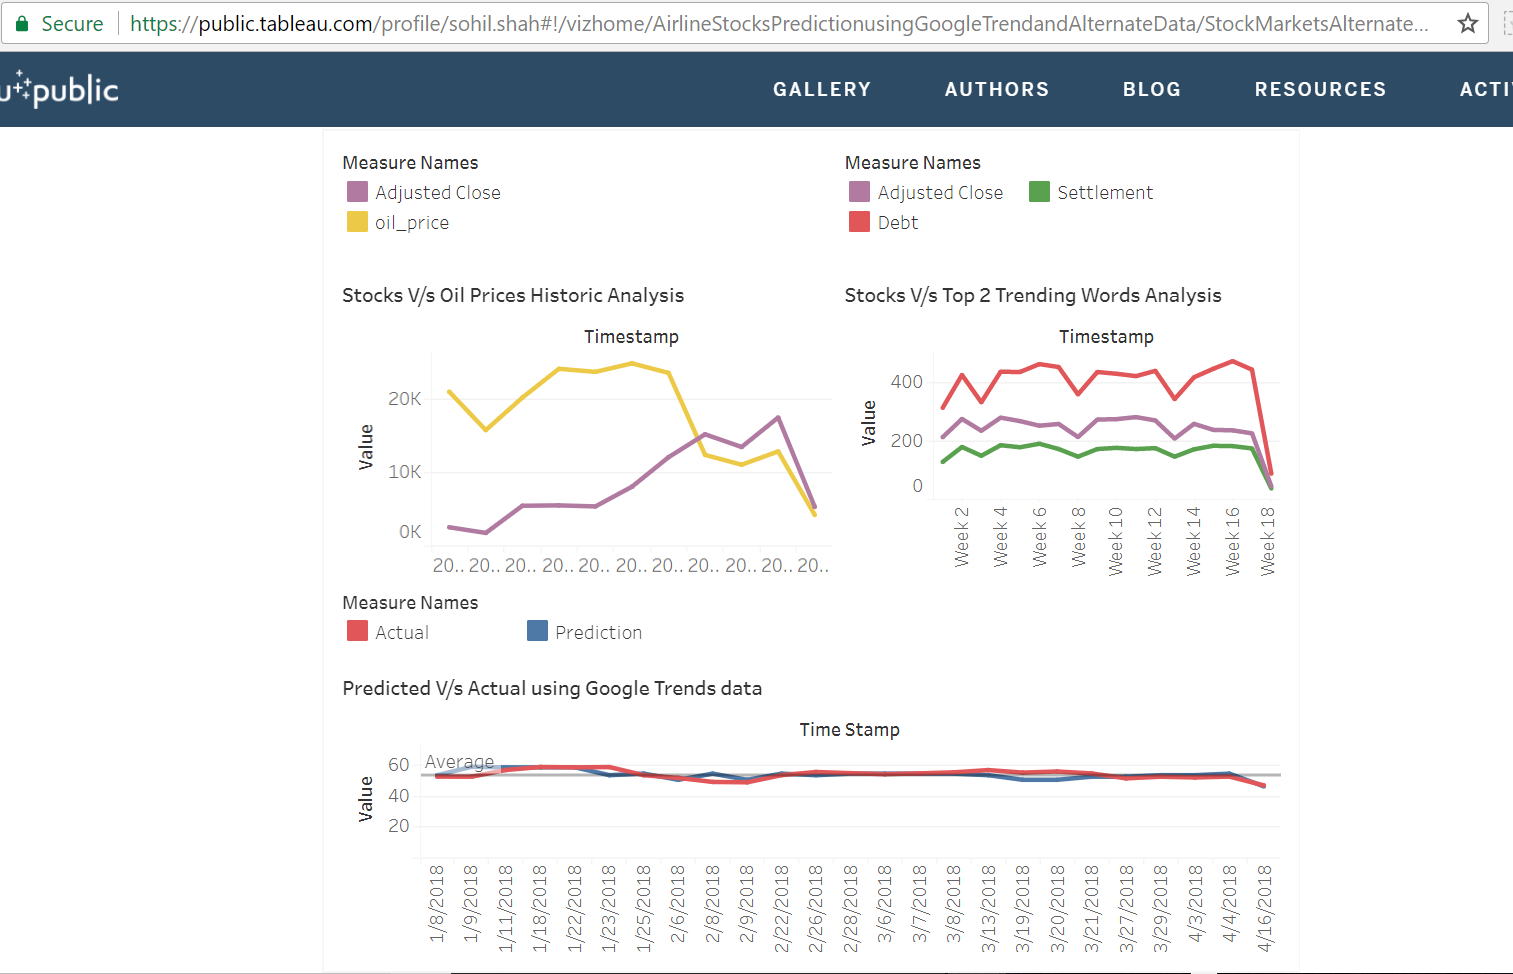 Secure https://public.tableau.com/profile/sohil.shah#!/vizhome/AirlineStocksPredictionusingGoogleTrendandAlternateData/StockMarketsAlternate...
u public GALLERY AUTHORS BLOG RESOURCES ACTI
Measure Names
Adjusted Close
oil_price
Measure Names
Adjusted Close Settlement
Debt
Stocks V/s Oil Prices Historic Analysis
Timestamp
Value
20K
10K
0K
20.. 20.. 20.. 20.. 20.. 20.. 20.. 20.. 20.. 20.. 20..
Stocks V/s Top 2 Trending Words Analysis
Timestamp
Value
400
200
0
Week 2
Week 4
Week 6
Week 8
Week 10
Week 12
Week 14
Week 16
Week 18
Measure Names
Actual Prediction
Predicted V/s Actual using Google Trends data
Time Stamp
Value
60
40
20
Average
1/8/2018
1/9/2018
1/11/2018
1/18/2018
1/22/2018
1/23/2018
1/25/2018
2/6/2018
2/8/2018
2/9/2018
2/22/2018
2/26/2018
2/28/2018
3/6/2018
3/7/2018
3/8/2018
3/13/2018
3/19/2018
3/20/2018
3/21/2018
3/27/2018
3/29/2018
4/3/2018
4/4/2018
4/16/2018